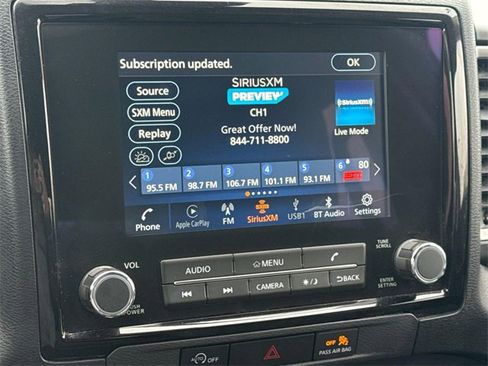 Subscription updated.
OK
Source
SIRIUSXM
PREVIEW
SXM Menu
CH1
((SiriusXM))
Replay
Great Offer Now!
844-711-8800
Live Mode
1
95.5 FM
2
98.7 FM
3
106.7 FM
4
101.1 FM
5
93.1 FM
6
80
Phone
Apple CarPlay
FM
SiriusXM
USB1
BT Audio
Settings
VOL
AUDIO
MENU
TUNE
SCROLL
CAMERA
BACK
PUSH
POWER
ENTER
SETTING
OFF
OFF
PASS AIR BAG